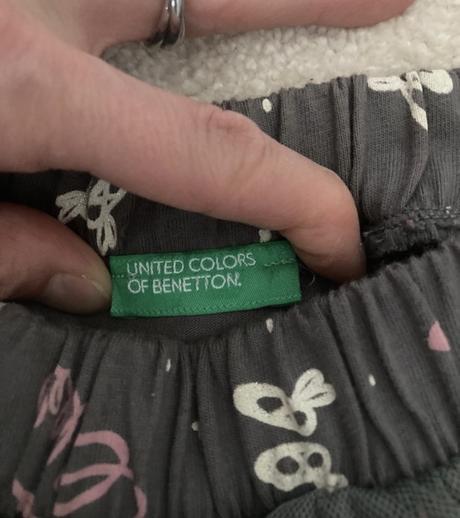 UNITED COLORS
OF BENETTON.